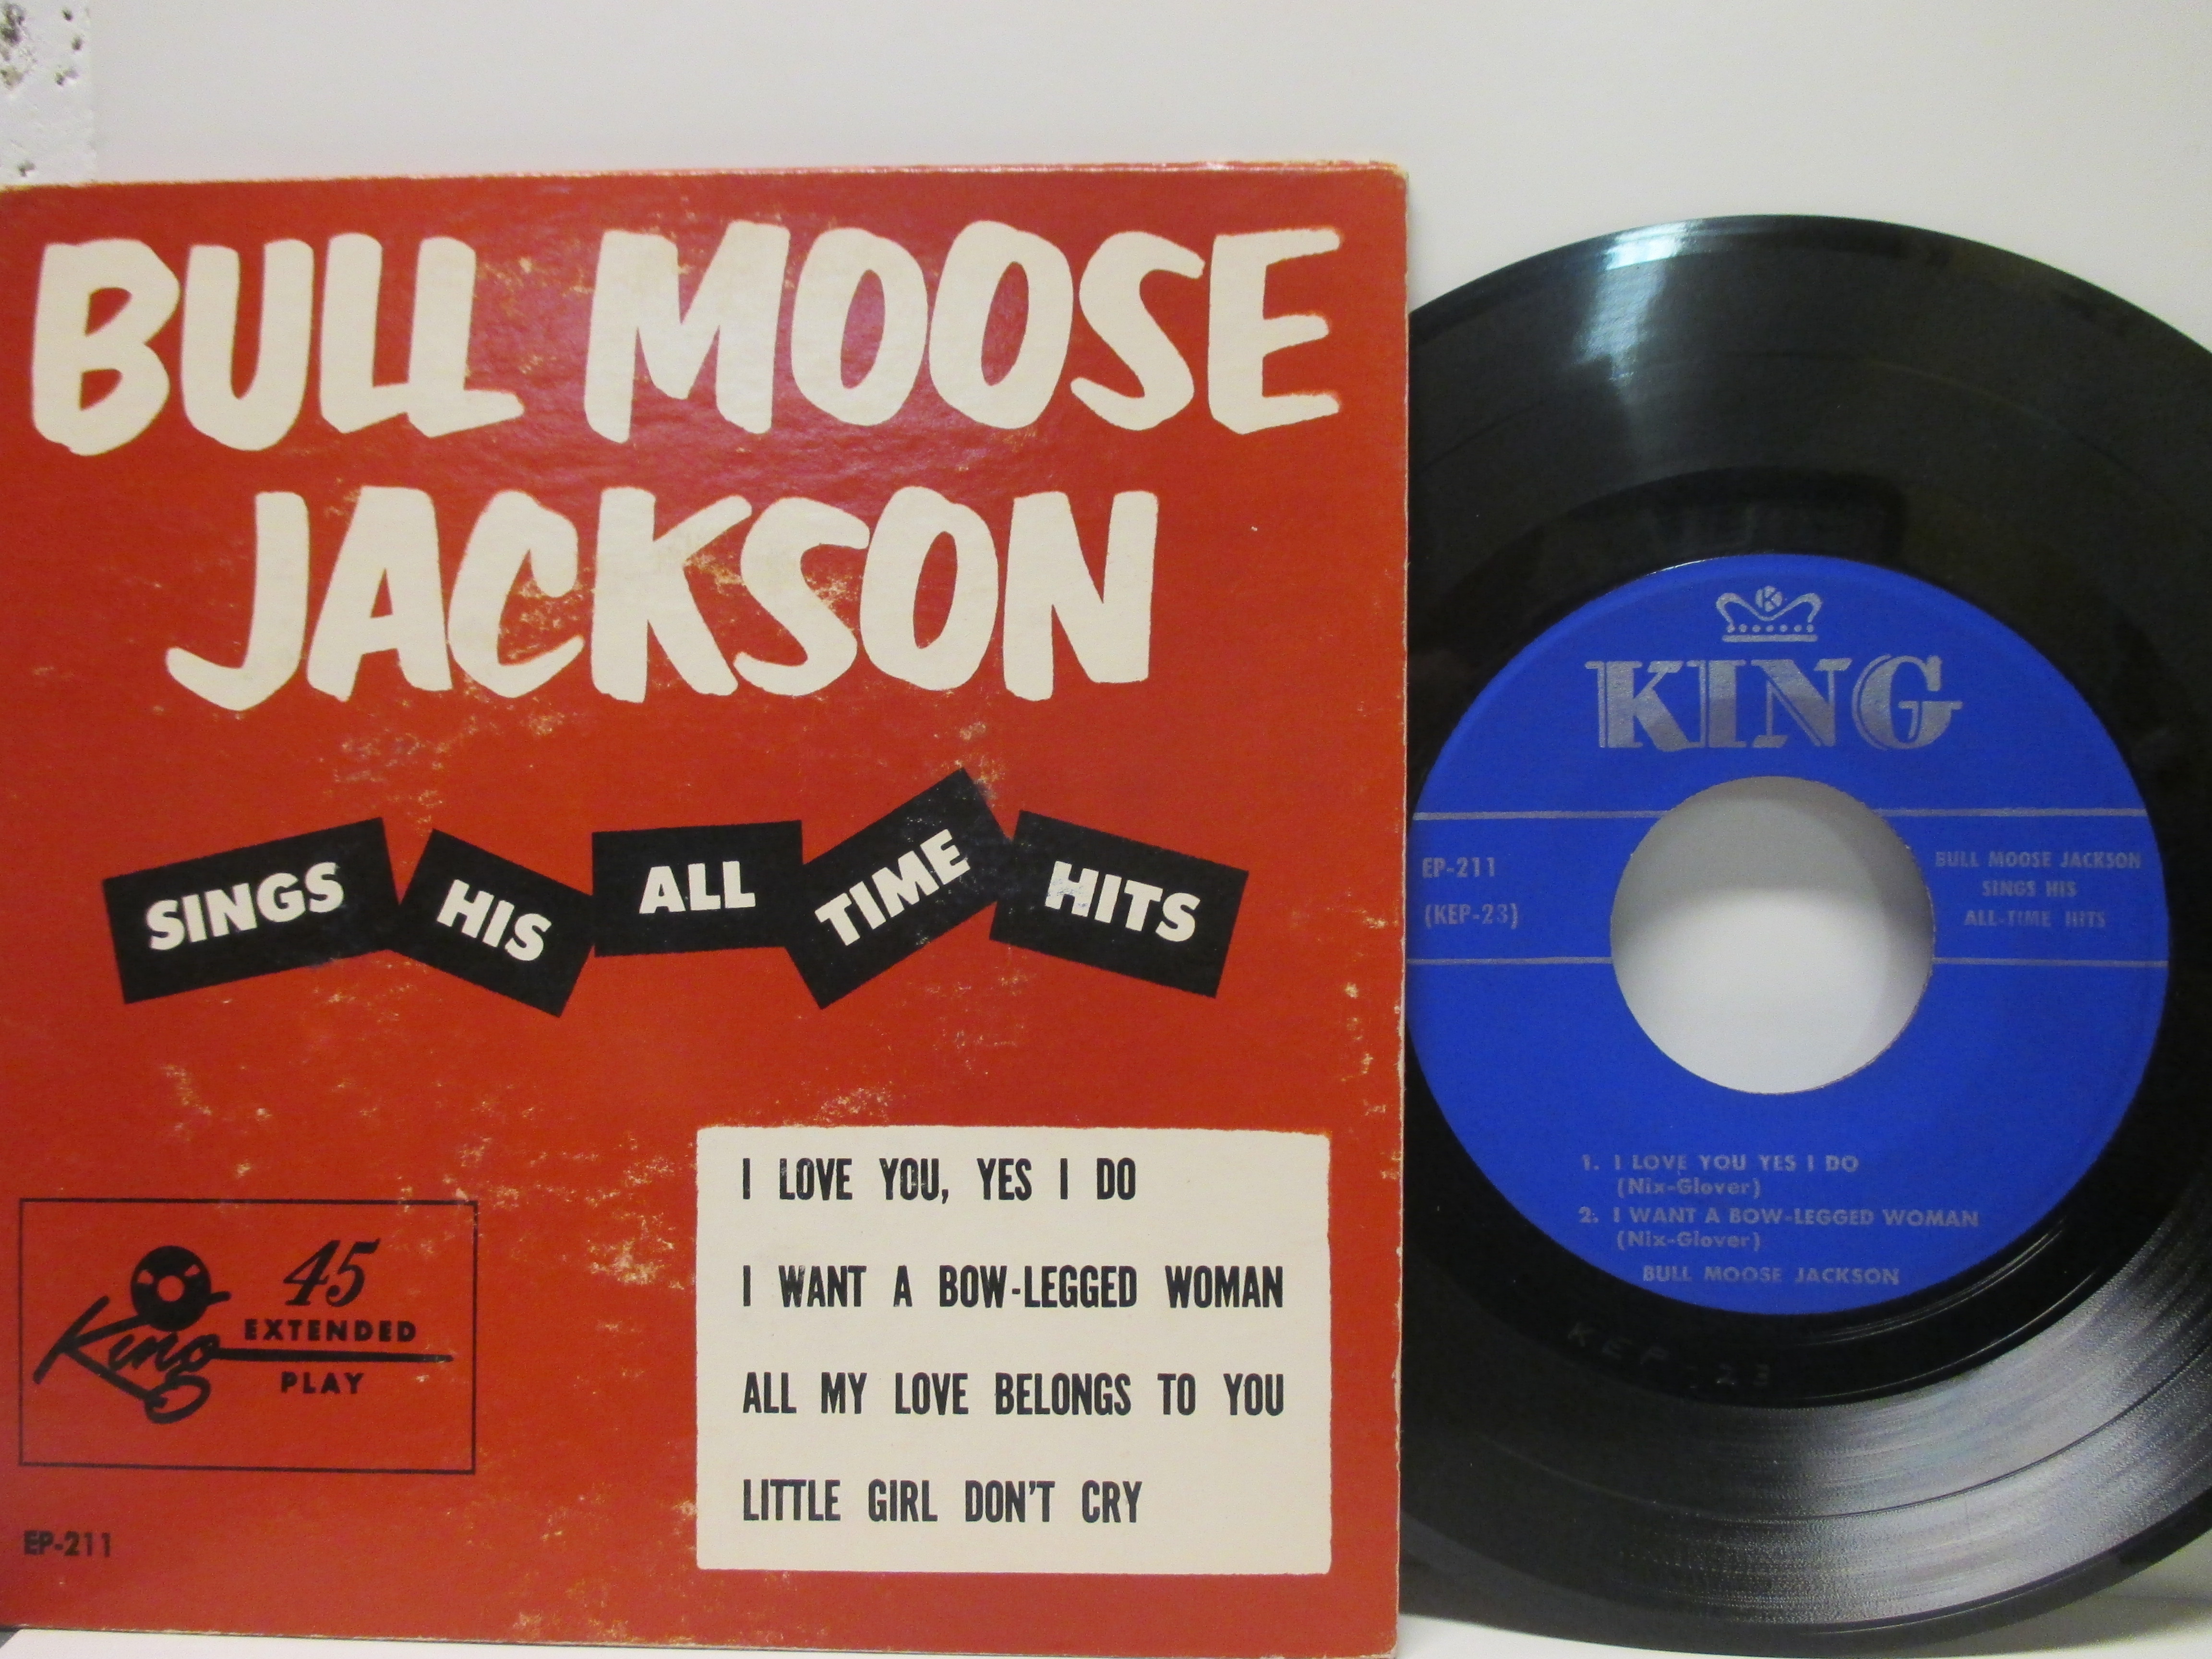 BULL MOOSE
JACKSON
SINGS HIS ALL TIME HITS
I LOVE YOU, YES I DO
I WANT A BOW-LEGGED WOMAN
ALL MY LOVE BELONGS TO YOU
LITTLE GIRL DON'T CRY
King
45
EXTENDED
PLAY
EP-211
K
KING
EP-211
(KEP-23)
BULL MOOSE JACKSON
SINGS HIS
ALL-TIME HITS
1. I LOVE YOU YES I DO
(Nix-Glover)
2. I WANT A BOW-LEGGED WOMAN
(Nix-Glover)
BULL MOOSE JACKSON
KEP-23